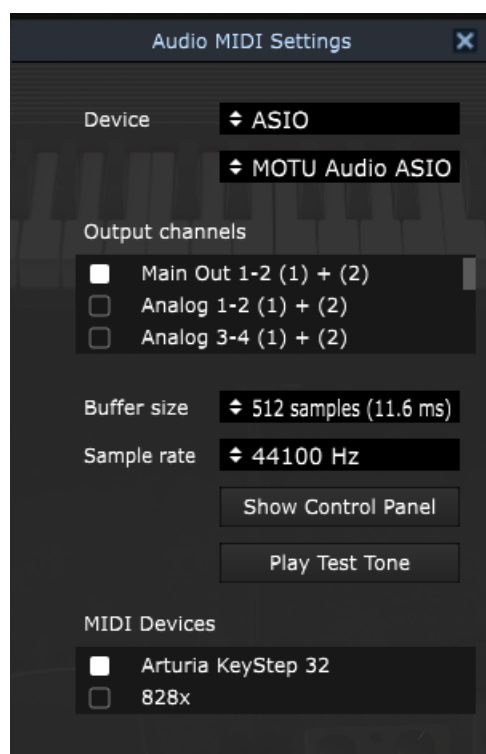 Audio MIDI Settings
Device ASIO
MOTU Audio ASIO
Output channels
Main Out 1-2 (1) + (2)
Analog 1-2 (1) + (2)
Analog 3-4 (1) + (2)
Buffer size 512 samples (11.6 ms)
Sample rate 44100 Hz
Show Control Panel
Play Test Tone
MIDI Devices
Arturia KeyStep 32
828x